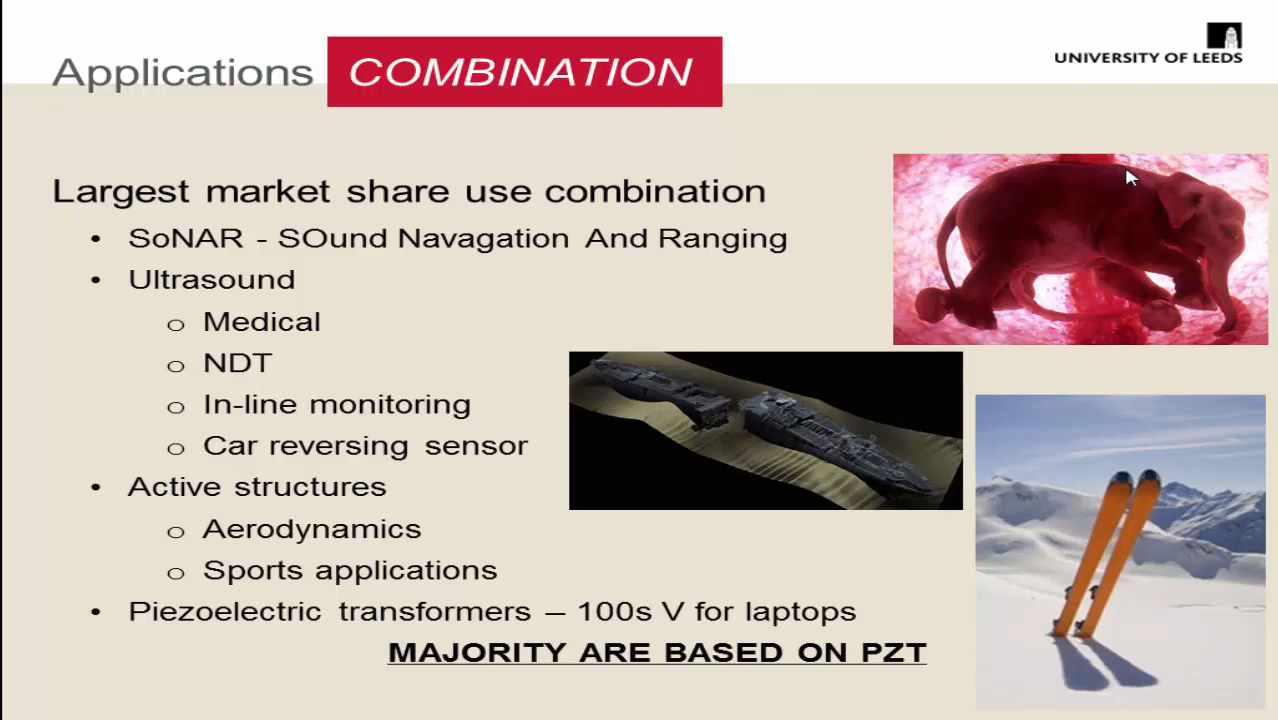 Applications COMBINATION
UNIVERSITY OF LEEDS
Largest market share use combination
• SoNAR - SOund Navagation And Ranging
• Ultrasound
o Medical
o NDT
o In-line monitoring
o Car reversing sensor
• Active structures
o Aerodynamics
o Sports applications
• Piezoelectric transformers – 100s V for laptops
MAJORITY ARE BASED ON PZT